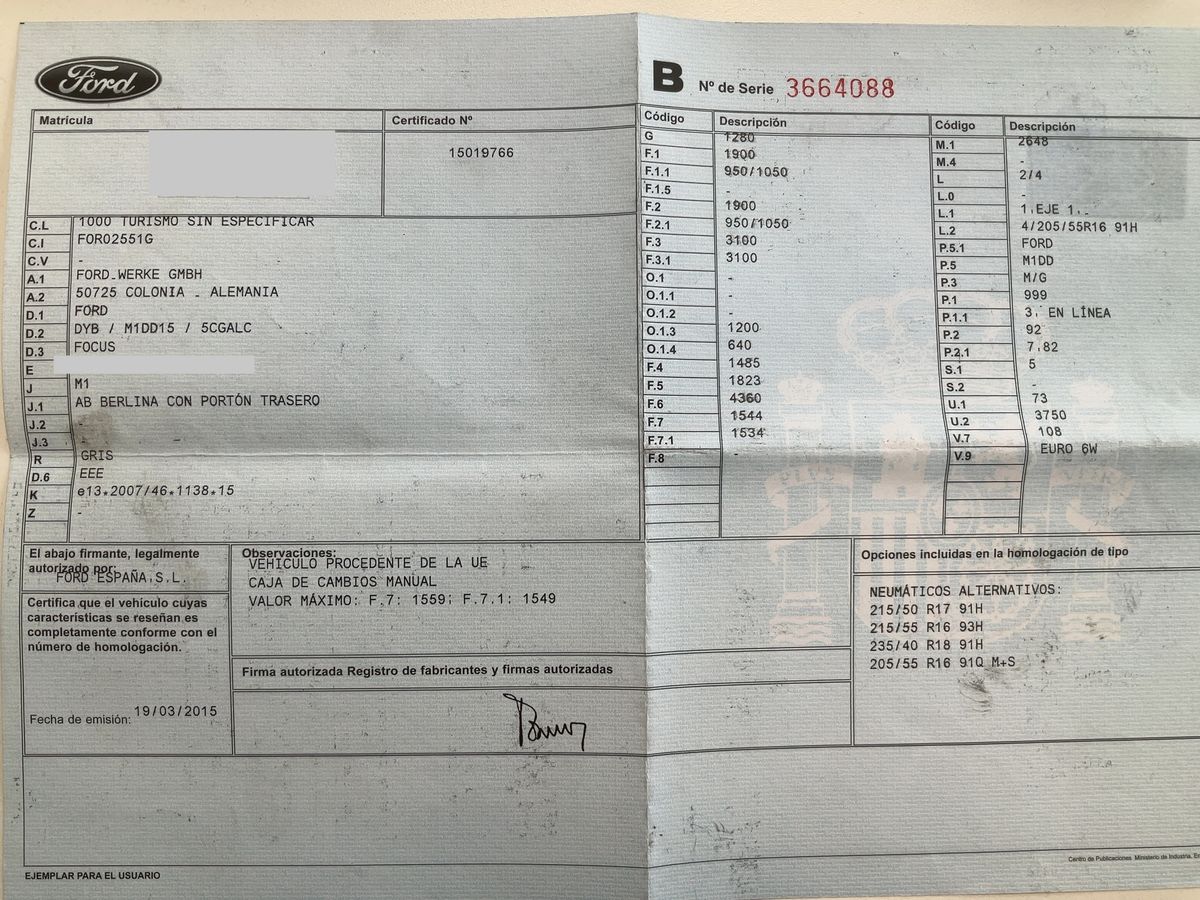 Ford
B Nº de Serie 3664088
Matrícula
Certificado Nº
15019766
C.L 1000 TURISMO SIN ESPECIFICAR
C.I FOR02551G
C.V -
A.1 FORD-WERKE GMBH
A.2 50725 COLONIA - ALEMANIA
D.1 FORD
D.2 DYB / M1DD15 / 5CGALC
D.3 FOCUS
E
J M1
J.1 AB BERLINA CON PORTÓN TRASERO
J.2 -
J.3 -
R GRIS
D.6 EEE
K e13*2007/46*1138*15
Z -
Código Descripción
G 1280
F.1 1900
F.1.1 950/1050
F.1.5 -
F.2 1900
F.2.1 950/1050
F.3 3100
F.3.1 3100
O.1 -
O.1.1 -
O.1.2 -
O.1.3 1200
O.1.4 640
F.4 1485
F.5 1823
F.6 4360
F.7 1544
F.7.1 1534
F.8 -
Código Descripción
M.1 2648
M.4 -
L 2/4
L.0 -
L.1 1.EJE 1.-
L.2 4/205/55R16 91H
P.5.1 FORD
P.5 M1DD
P.3 M/G
P.1 999
P.1.1 3, EN LÍNEA
P.2 92
P.2.1 7,82
S.1 5
S.2 -
U.1 73
U.2 3750
V.7 108
V.9 EURO 6W
El abajo firmante, legalmente
autorizado por:
FORD ESPAÑA,S.L.
Certifica que el vehículo cuyas
características se reseñan es
completamente conforme con el
número de homologación.
Fecha de emisión: 19/03/2015
Observaciones:
VEHICULO PROCEDENTE DE LA UE
CAJA DE CAMBIOS MANUAL
VALOR MÁXIMO: F.7: 1559; F.7.1: 1549
Firma autorizada Registro de fabricantes y firmas autorizadas
Opciones incluidas en la homologación de tipo
NEUMÁTICOS ALTERNATIVOS:
215/50 R17 91H
215/55 R16 93H
235/40 R18 91H
205/55 R16 91Q M+S
EJEMPLAR PARA EL USUARIO
Centro de Publicaciones Ministerio de Industria, En